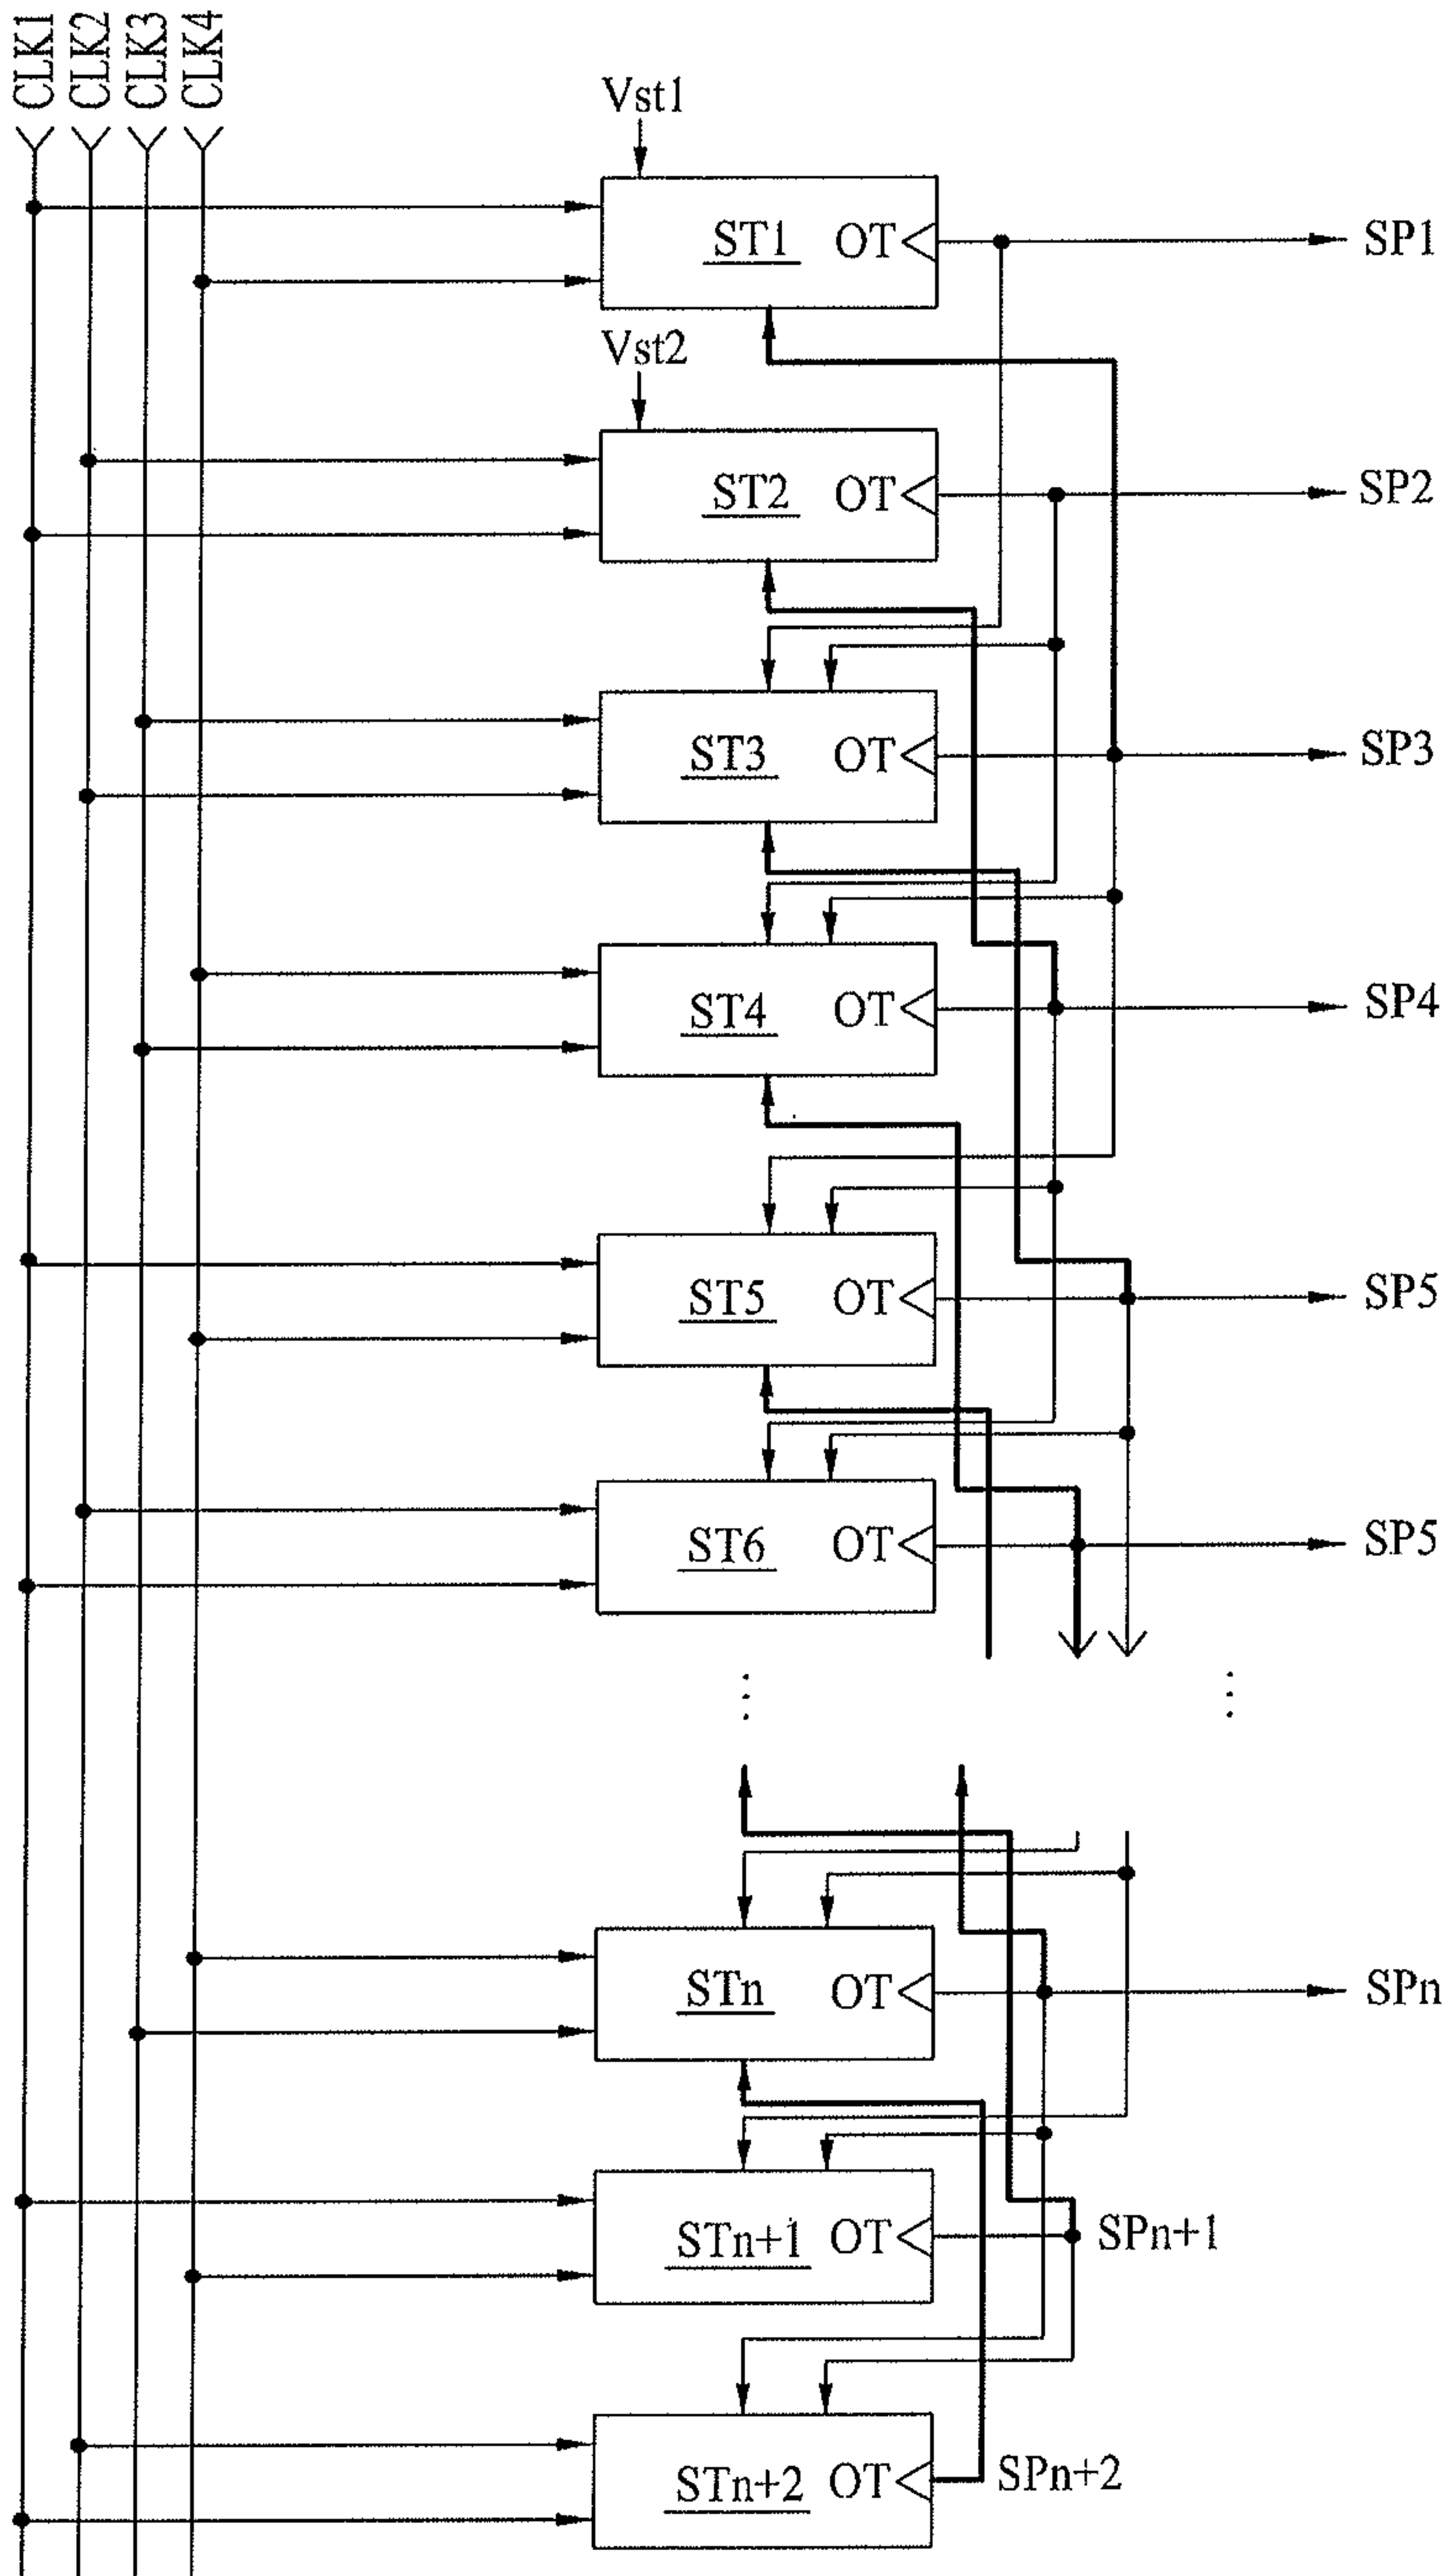 CLK1
CLK2
CLK3
CLK4
Vst1
ST1 OT
SP1
Vst2
ST2 OT
SP2
ST3 OT
SP3
ST4 OT
SP4
ST5 OT
SP5
ST6 OT
SP5
STn OT
SPn
STn+1 OT
SPn+1
STn+2 OT
SPn+2